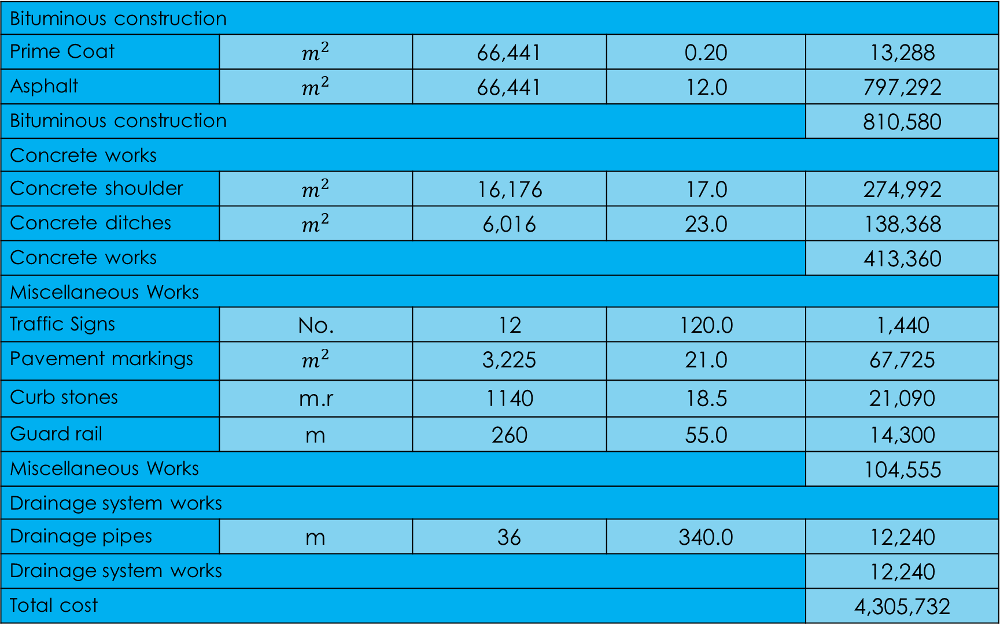 Bituminous construction
Prime Coat m² 66,441 0.20 13,288
Asphalt m² 66,441 12.0 797,292
Bituminous construction 810,580
Concrete works
Concrete shoulder m² 16,176 17.0 274,992
Concrete ditches m² 6,016 23.0 138,368
Concrete works 413,360
Miscellaneous Works
Traffic Signs No. 12 120.0 1,440
Pavement markings m² 3,225 21.0 67,725
Curb stones m.r 1140 18.5 21,090
Guard rail m 260 55.0 14,300
Miscellaneous Works 104,555
Drainage system works
Drainage pipes m 36 340.0 12,240
Drainage system works 12,240
Total cost 4,305,732